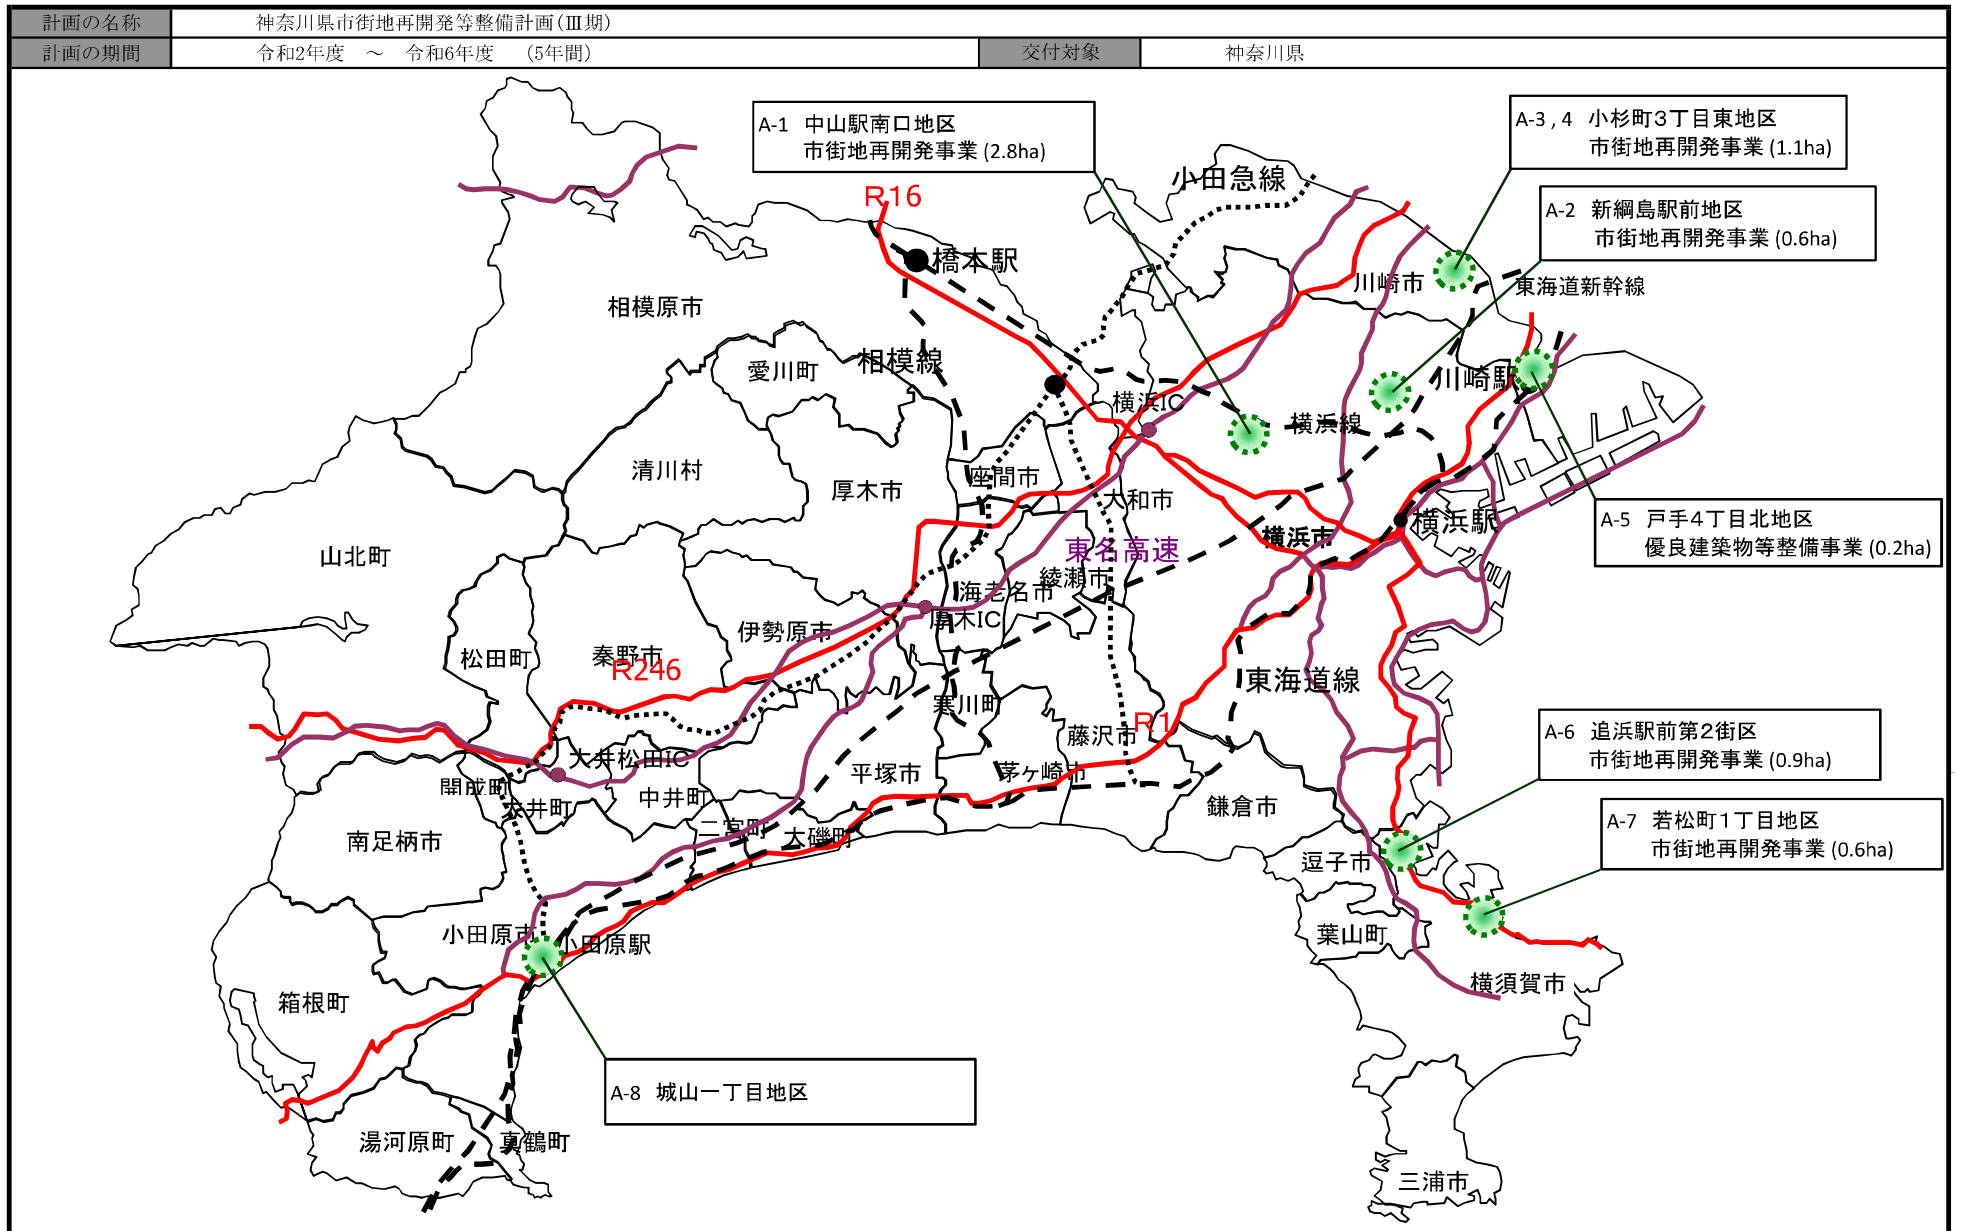 計画の名称 神奈川県市街地再開発等整備計画(Ⅲ期)
計画の期間 令和2年度 ～ 令和6年度 (5年間) 交付対象 神奈川県
A-1 中山駅南口地区
市街地再開発事業 (2.8ha)
A-3 , 4 小杉町3丁目東地区
市街地再開発事業 (1.1ha)
小田急線
R16
A-2 新綱島駅前地区
市街地再開発事業 (0.6ha)
橋本駅
川崎市
東海道新幹線
相模原市
相模線
愛川町
川崎駅
横浜IC
横浜線
清川村
座間市
厚木市
大和市
横浜駅
A-5 戸手4丁目北地区
優良建築物等整備事業 (0.2ha)
横浜市
東名高速
山北町
綾瀬市
海老名市
厚木IC
伊勢原市
松田町
秦野市
R246
東海道線
寒川町
R1
藤沢市
A-6 追浜駅前第2街区
市街地再開発事業 (0.9ha)
大井松田IC
平塚市
茅ヶ崎市
開成町
大井町
中井町
鎌倉市
A-7 若松町1丁目地区
市街地再開発事業 (0.6ha)
南足柄市
二宮町
大磯町
逗子市
小田原市
小田原駅
葉山町
横須賀市
箱根町
A-8 城山一丁目地区
湯河原町
真鶴町
三浦市